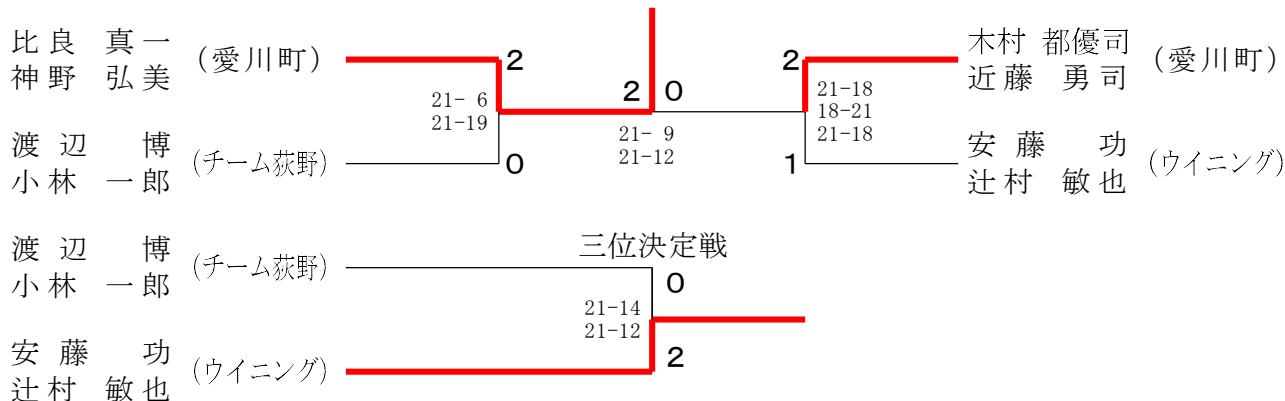 比良 真一
神野 弘美
(愛川町)
2
21- 6
21-19
渡辺 博
小林 一郎
(チーム荻野)
0
2 0
21- 9
21-12
木村 都優司
近藤 勇司
(愛川町)
2
21-18
18-21
21-18
安藤 功
辻村 敏也
(ウイニング)
1
三位決定戦
渡辺 博
小林 一郎
(チーム荻野)
0
21-14
21-12
安藤 功
辻村 敏也
(ウイニング)
2